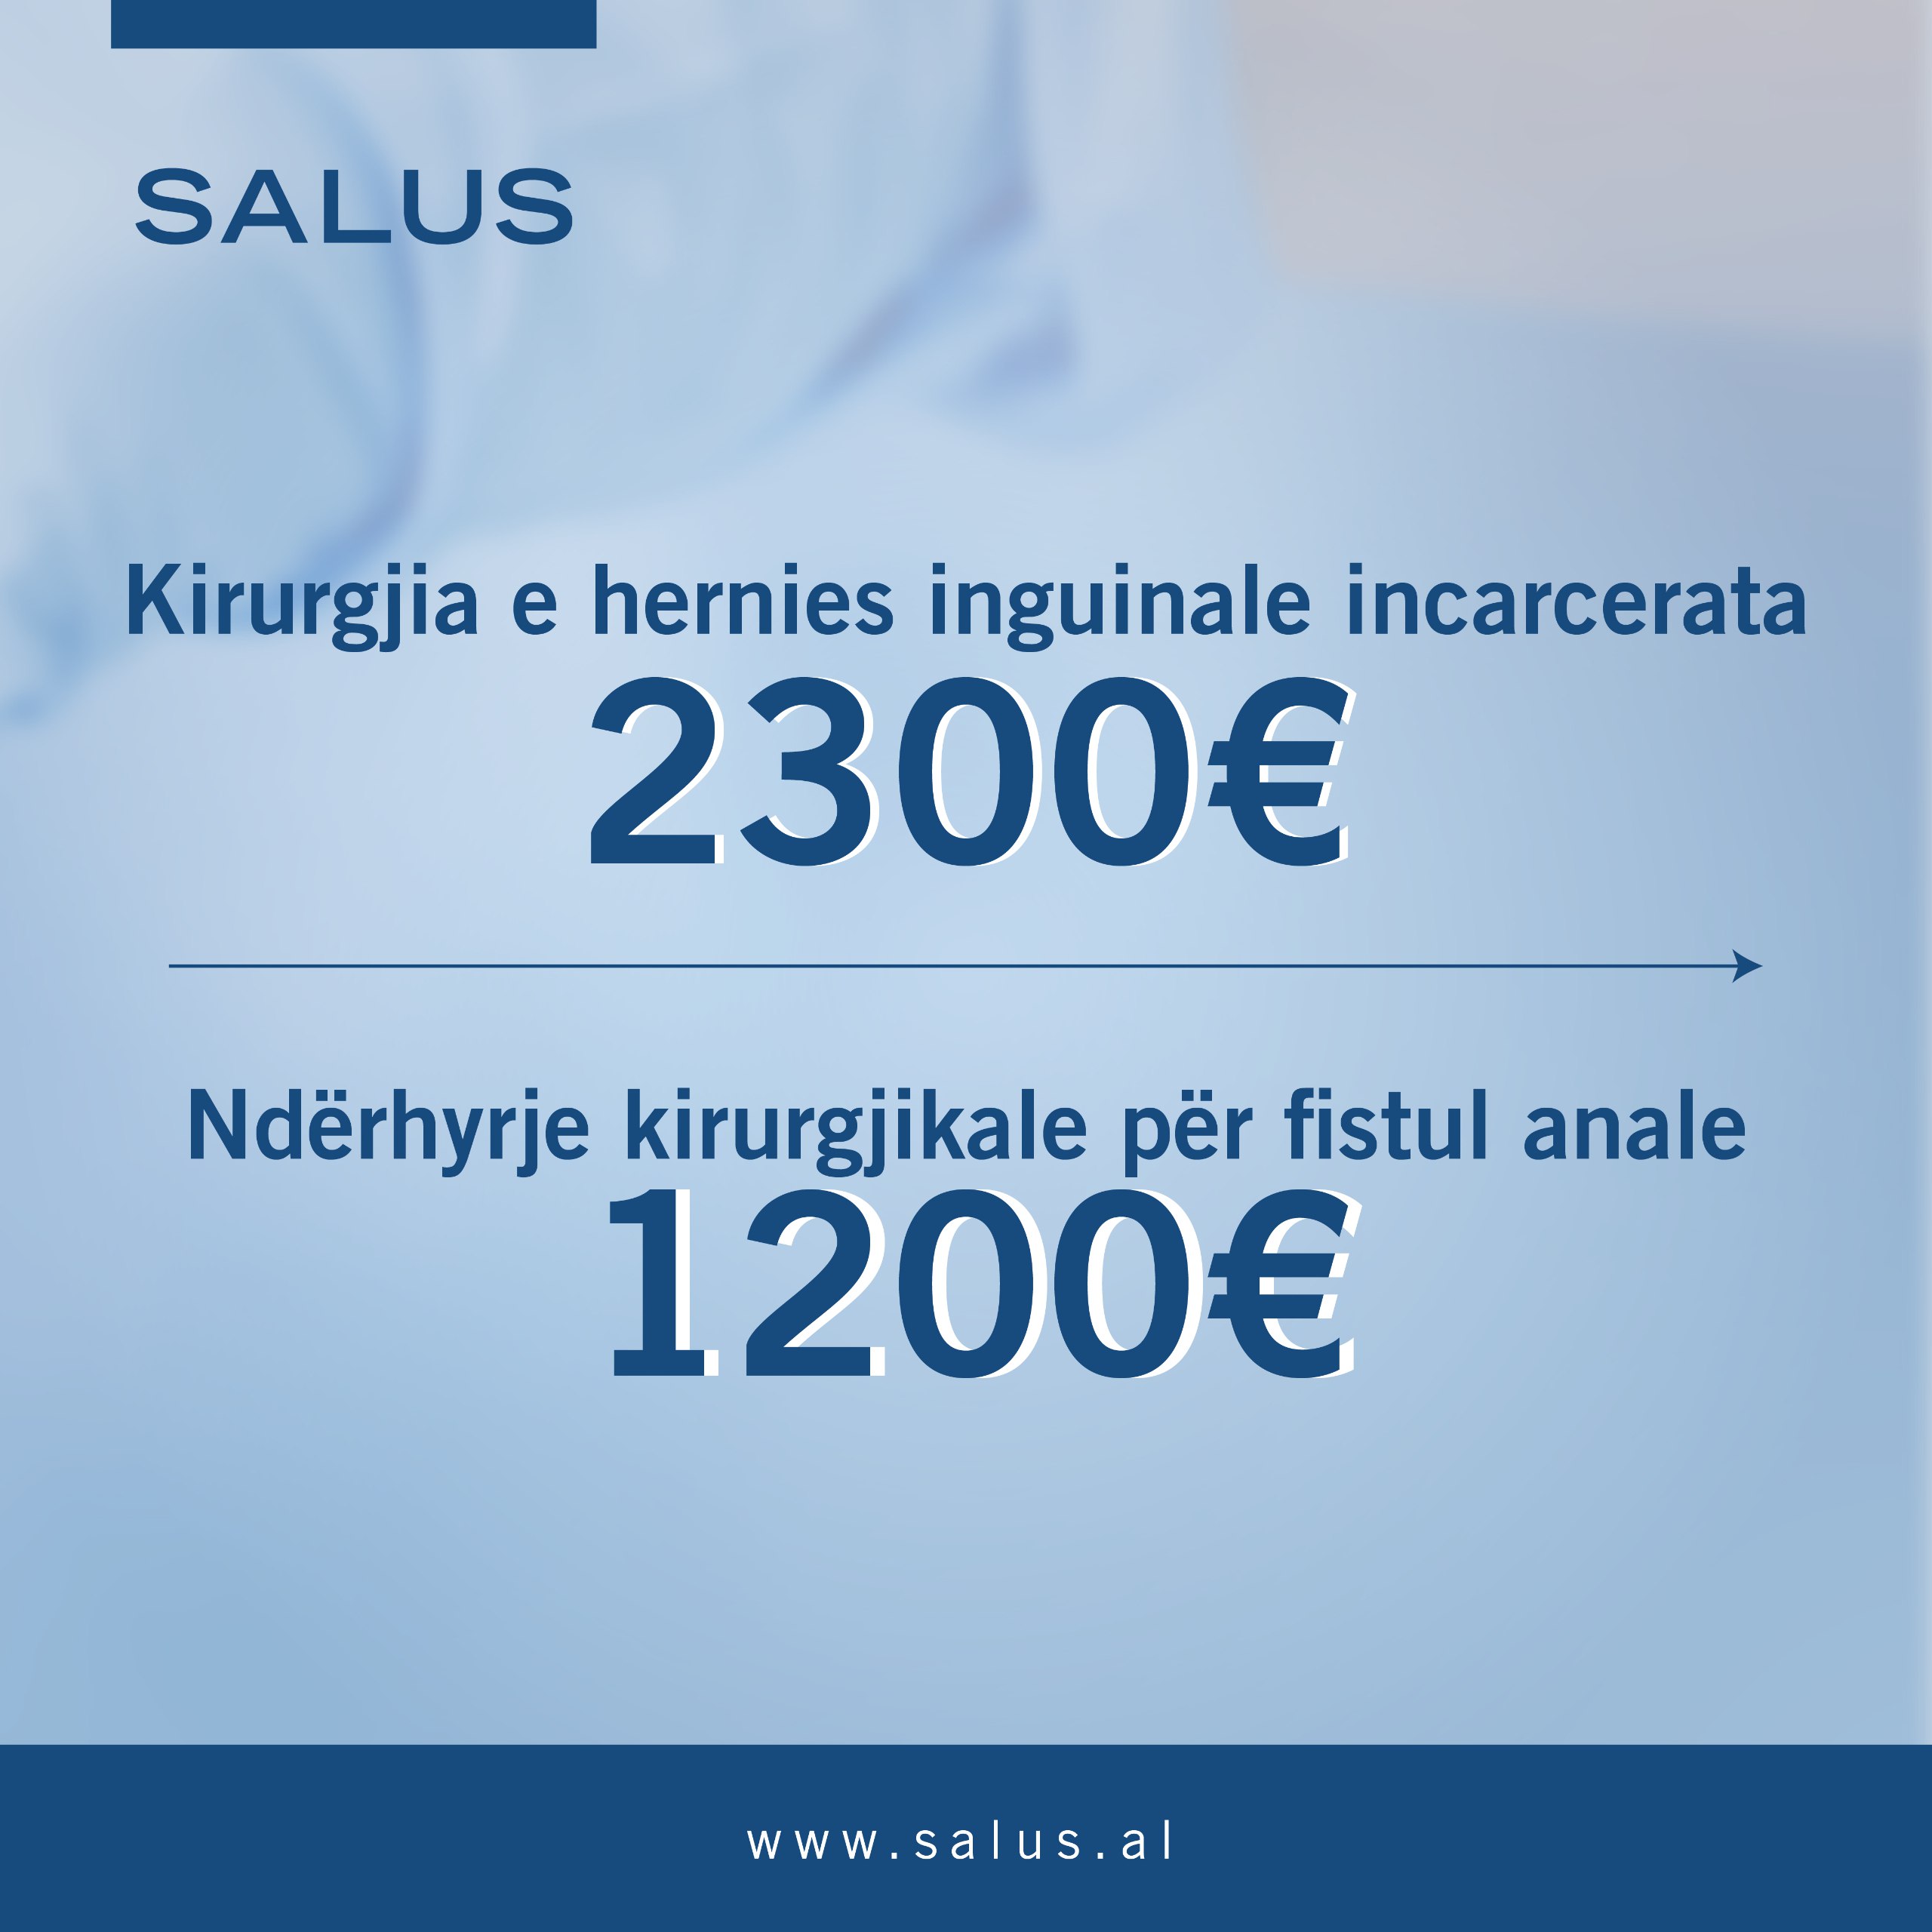 SALUS
Kirurgjia e hernies inguinale incarcerata
2300€
Ndërhyrje kirurgjikale për fistul anale
1200€
www.salus.al